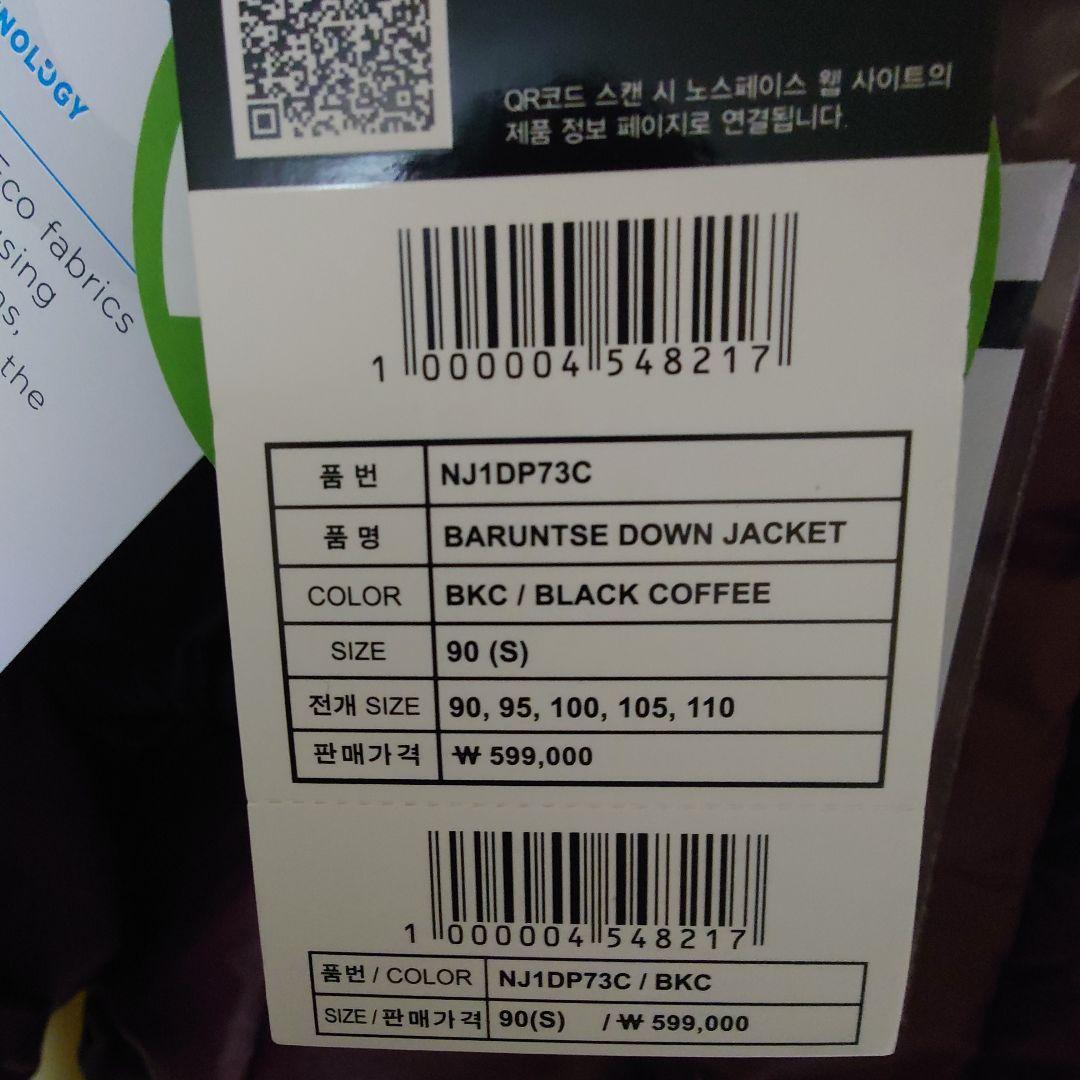 NOLOGY
ECO fabrics
using
ns,
the
QR코드 스캔 시 노스페이스 웹 사이트의
제품 정보 페이지로 연결됩니다.
1 000004 548217
품 번 NJ1DP73C
품 명 BARUNTSE DOWN JACKET
COLOR BKC / BLACK COFFEE
SIZE 90 (S)
전개 SIZE 90, 95, 100, 105, 110
판매가격 ₩ 599,000
1 000004 548217
품번 / COLOR NJ1DP73C / BKC
SIZE / 판매가격 90(S) / ₩ 599,000